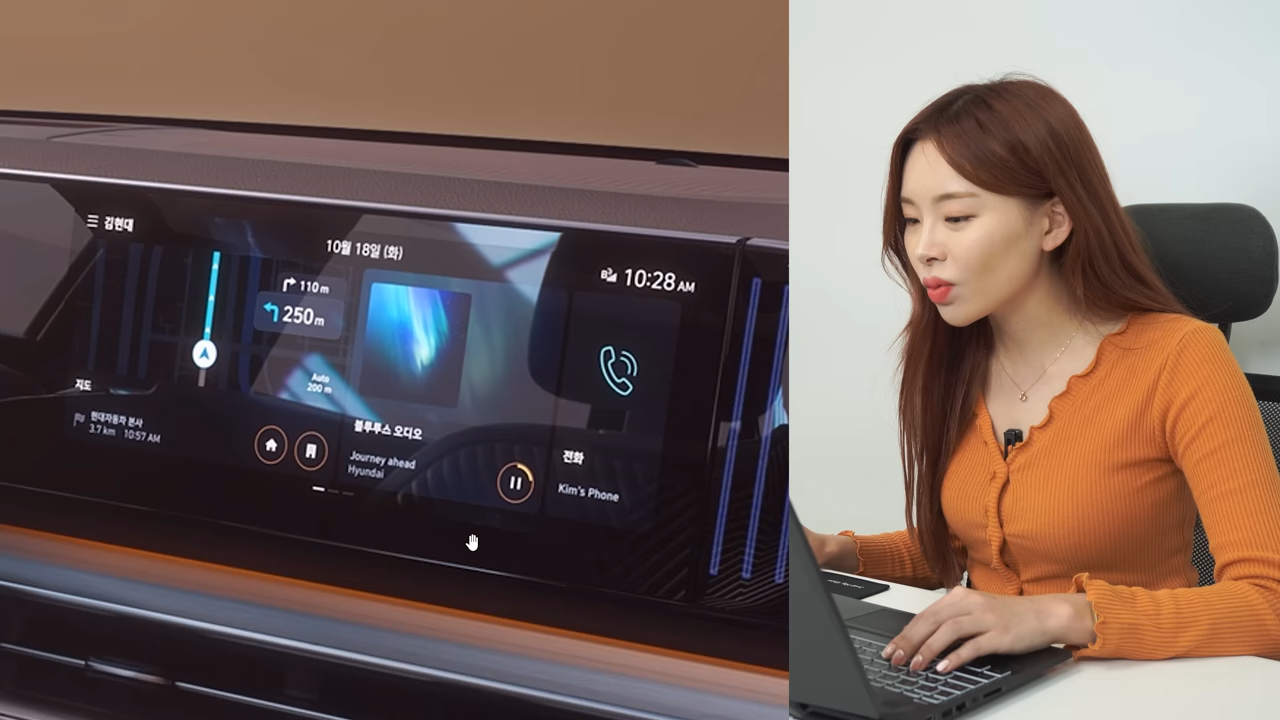 김현대
10월 18일 (화)
10:28 AM
110 m
250 m
Auto
200 m
지도
현대자동차 본사
3.7 km 10:57 AM
블루투스 오디오
Journey ahead
Hyundai
전화
Kim's Phone